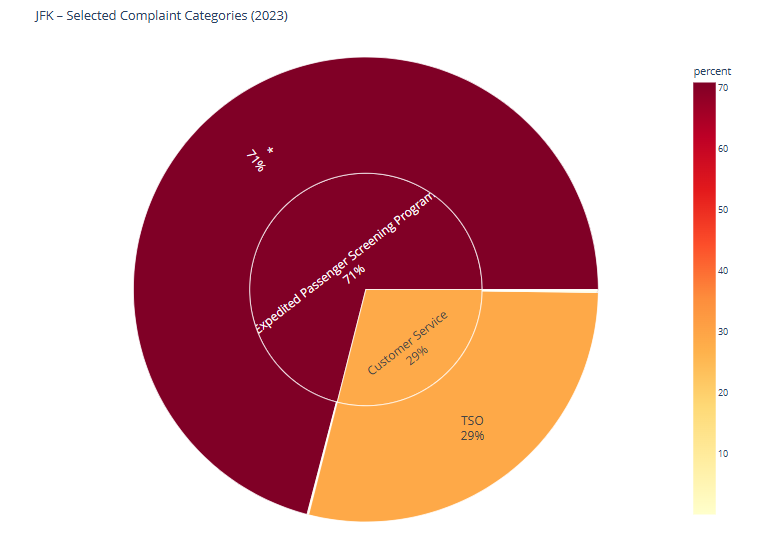 JFK – Selected Complaint Categories (2023)
percent
70
60
50
40
30
20
10
*
71%
Expedited Passenger Screening Program
71%
Customer Service
29%
TSO
29%